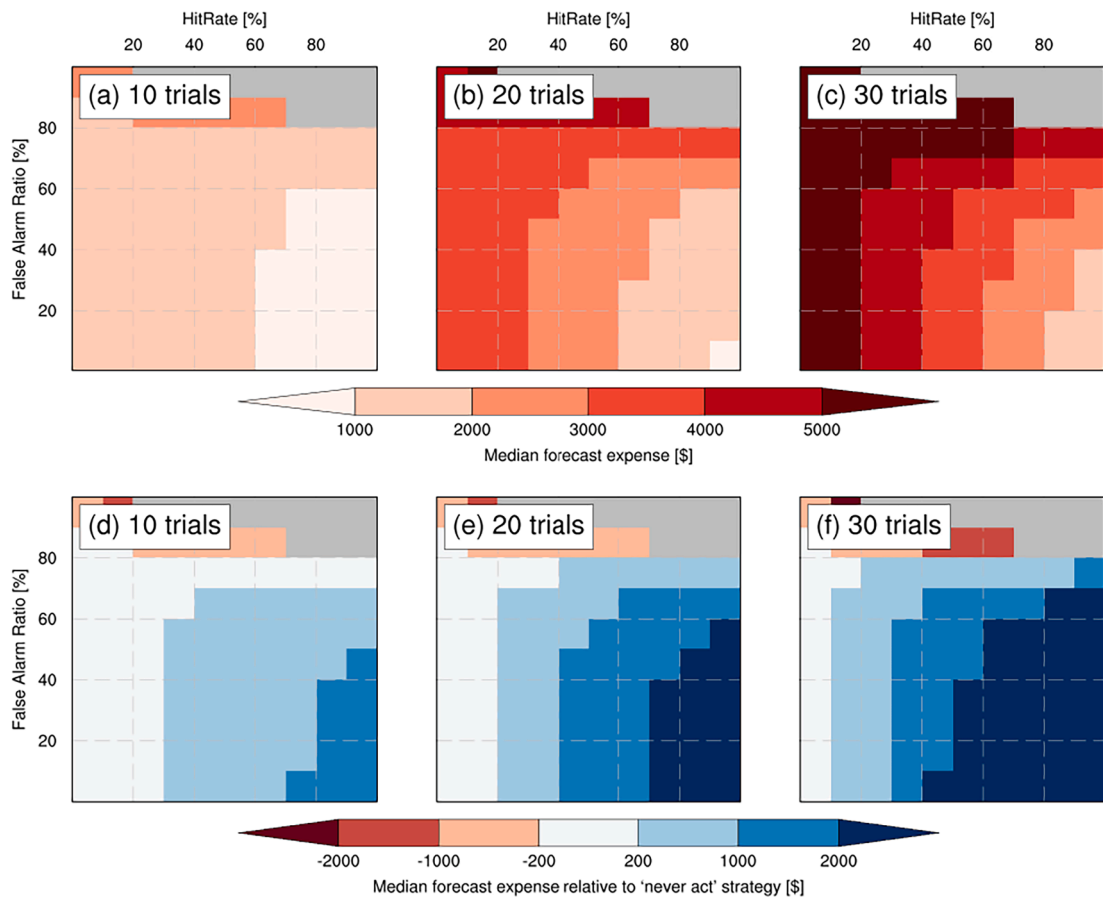 HitRate [%] HitRate [%] HitRate [%]
20 40 60 80 20 40 60 80 20 40 60 80
(a) 10 trials (b) 20 trials (c) 30 trials
False Alarm Ratio [%]
80
60
40
20
1000 2000 3000 4000 5000
Median forecast expense [$]
(d) 10 trials (e) 20 trials (f) 30 trials
False Alarm Ratio [%]
80
60
40
20
-2000 -1000 -200 200 1000 2000
Median forecast expense relative to ‘never act’ strategy [$]